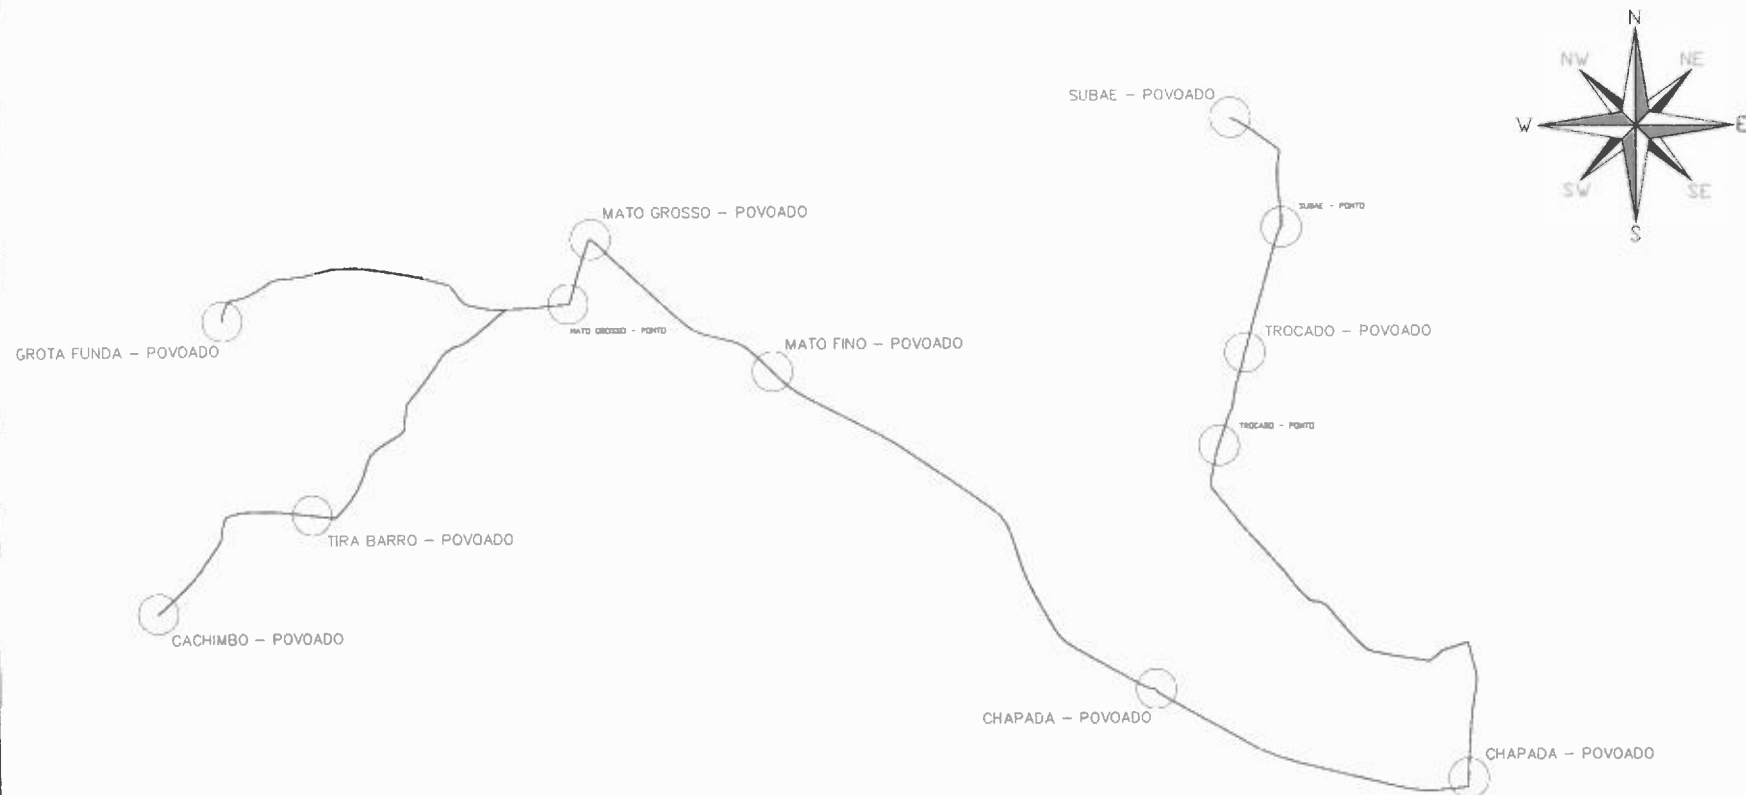 N
NW NE
W E
SW SE
S
SUBAE – POVOADO
SUBAE - PONTO
MATO GROSSO – POVOADO
MATO GROSSO - PONTO
GROTA FUNDA – POVOADO
TROCADO – POVOADO
MATO FINO – POVOADO
TROCADO - PONTO
TIRA BARRO – POVOADO
CACHIMBO – POVOADO
CHAPADA – POVOADO
CHAPADA – POVOADO